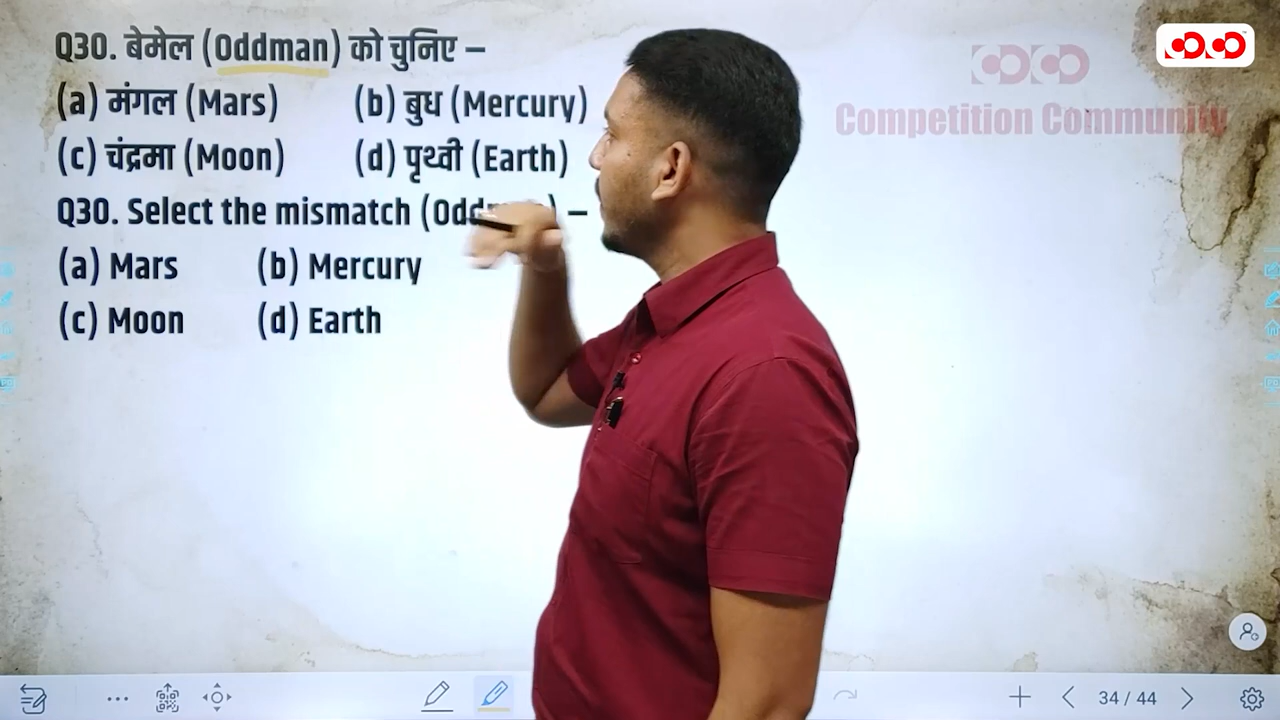 Q30. बेमेल (Oddman) को चुनिए –
(a) मंगल (Mars) (b) बुध (Mercury)
(c) चंद्रमा (Moon) (d) पृथ्वी (Earth)
Q30. Select the mismatch –
(a) Mars (b) Mercury
(c) Moon (d) Earth
Competition Community
34 / 44